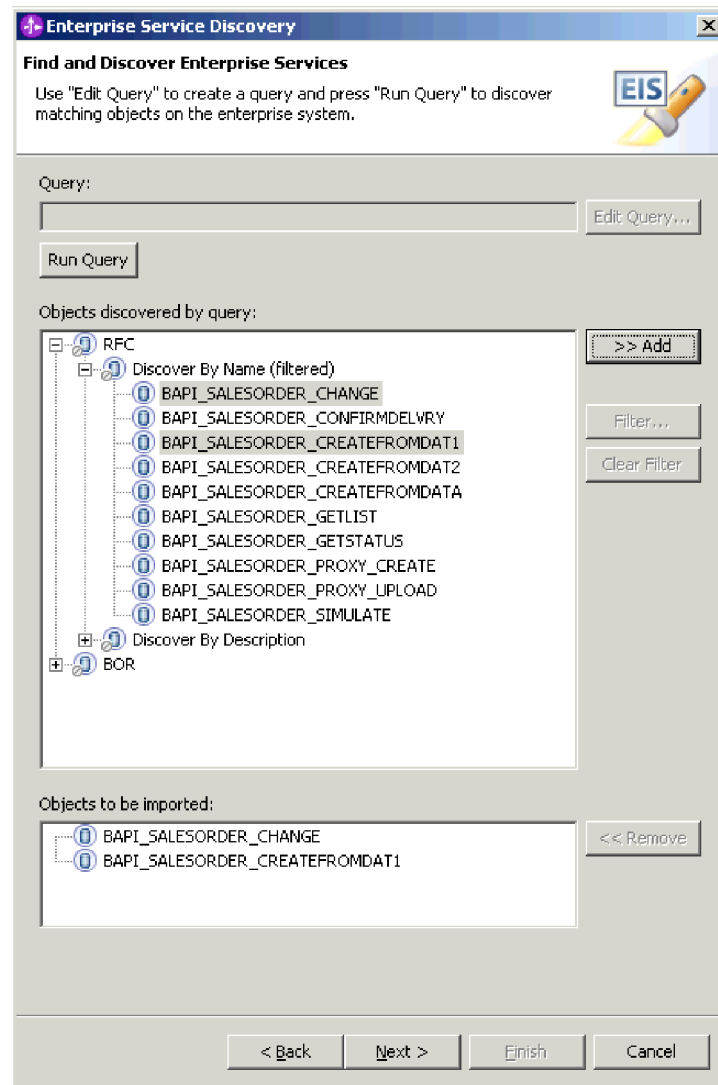 Enterprise Service Discovery
Find and Discover Enterprise Services
Use "Edit Query" to create a query and press "Run Query" to discover
matching objects on the enterprise system.
EIS
Query:
Edit Query...
Run Query
Objects discovered by query:
RFC
>> Add
Discover By Name (filtered)
BAPI_SALESORDER_CHANGE
BAPI_SALESORDER_CONFIRMDELVRY
Filter...
BAPI_SALESORDER_CREATEFROMDAT1
BAPI_SALESORDER_CREATEFROMDAT2
Clear Filter
BAPI_SALESORDER_CREATEFROMDATA
BAPI_SALESORDER_GETLIST
BAPI_SALESORDER_GETSTATUS
BAPI_SALESORDER_PROXY_CREATE
BAPI_SALESORDER_PROXY_UPLOAD
BAPI_SALESORDER_SIMULATE
Discover By Description
BOR
Objects to be imported:
BAPI_SALESORDER_CHANGE
<< Remove
BAPI_SALESORDER_CREATEFROMDAT1
< Back
Next >
Finish
Cancel